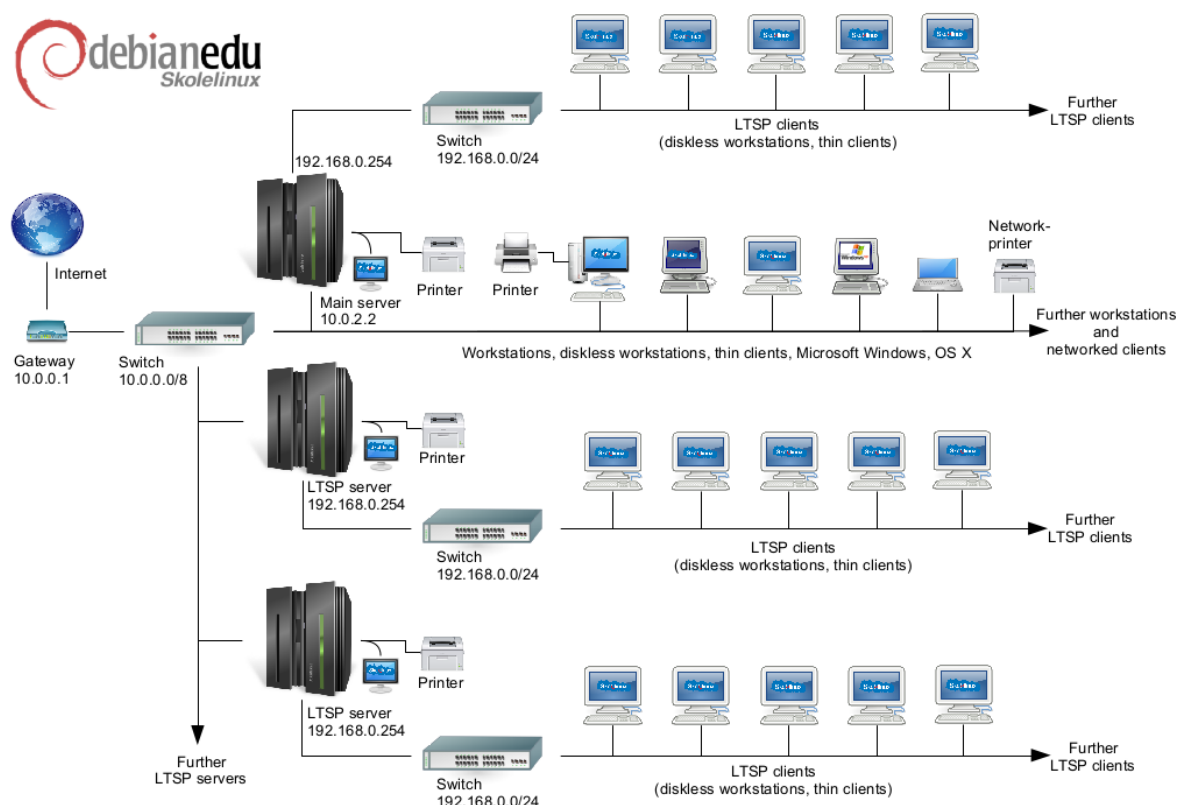 debianedu
Skolelinux
Further
LTSP clients
LTSP clients
(diskless workstations, thin clients)
Switch
192.168.0.0/24
192.168.0.254
Internet
Printer
Printer
Network-
printer
Main server
10.0.2.2
Gateway
10.0.0.1
Switch
10.0.0.0/8
Workstations, diskless workstations, thin clients, Microsoft Windows, OS X
Further workstations
and
networked clients
Printer
LTSP server
192.168.0.254
Switch
192.168.0.0/24
LTSP clients
(diskless workstations, thin clients)
Further
LTSP clients
Printer
LTSP server
192.168.0.254
Further
LTSP servers
Switch
192.168.0.0/24
LTSP clients
(diskless workstations, thin clients)
Further
LTSP clients